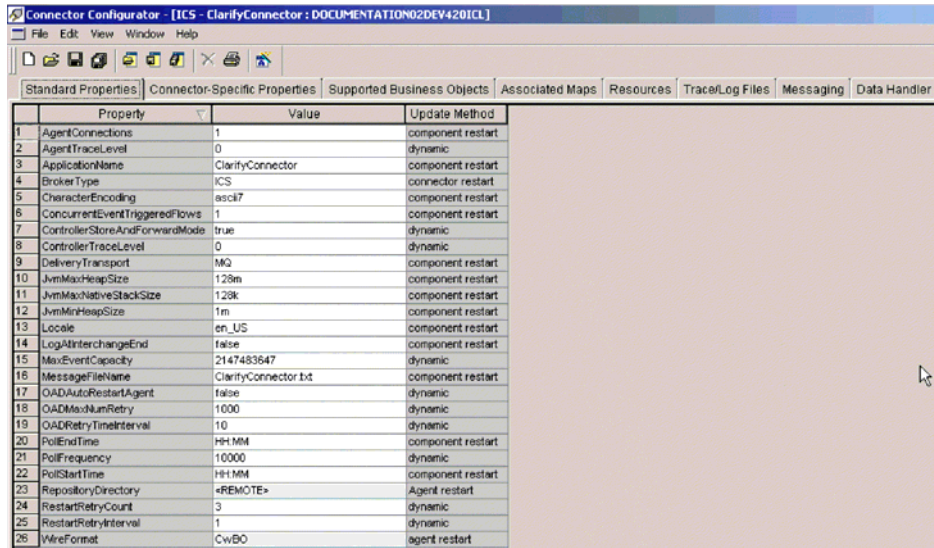 Connector Configurator - [ICS - ClarifyConnector : DOCUMENTATION02DEV420ICL]
File Edit View Window Help
Standard Properties Connector-Specific Properties Supported Business Objects Associated Maps Resources Trace/Log Files Messaging Data Handler
Property Value Update Method
1 AgentConnections 1 component restart
2 AgentTraceLevel 0 dynamic
3 ApplicationName ClarifyConnector component restart
4 BrokerType ICS connector restart
5 CharacterEncoding ascii7 component restart
6 ConcurrentEventTriggeredFlows 1 component restart
7 ControllerStoreAndForwardMode true dynamic
8 ControllerTraceLevel 0 dynamic
9 DeliveryTransport MQ component restart
10 JvmMaxHeapSize 128m component restart
11 JvmMaxNativeStackSize 128k component restart
12 JvmMinHeapSize 1m component restart
13 Locale en_US component restart
14 LogAtInterchangeEnd false component restart
15 MaxEventCapacity 2147483647 dynamic
16 MessageFileName ClarifyConnector.txt component restart
17 OADAutoRestartAgent false dynamic
18 OADMaxNumRetry 1000 dynamic
19 OADRetryTimeInterval 10 dynamic
20 PollEndTime HH:MM component restart
21 PollFrequency 10000 dynamic
22 PollStartTime HH:MM component restart
23 RepositoryDirectory <REMOTE> Agent restart
24 RestartRetryCount 3 dynamic
25 RestartRetryInterval 1 dynamic
26 WireFormat CwBO agent restart